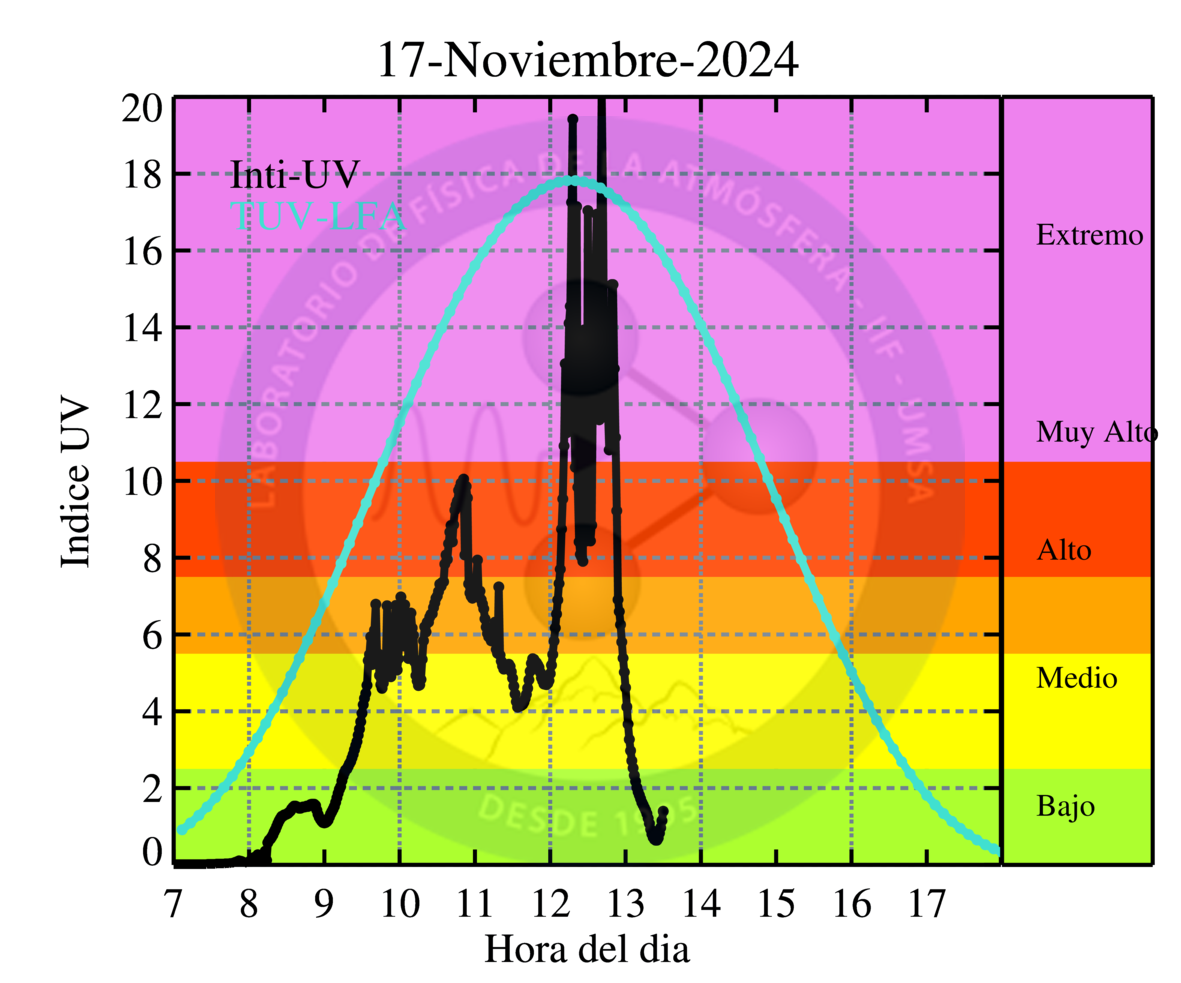 17-Noviembre-2024
20
18
16
14
12
10
8
6
4
2
0
Indice UV
Inti-UV
TUV-LFA
LABORATORIO DE FÍSICA DE LA ATMÓSFERA - IIF - UMSA
DESDE 1995
Extremo
Muy Alto
Alto
Medio
Bajo
7 8 9 10 11 12 13 14 15 16 17
Hora del dia